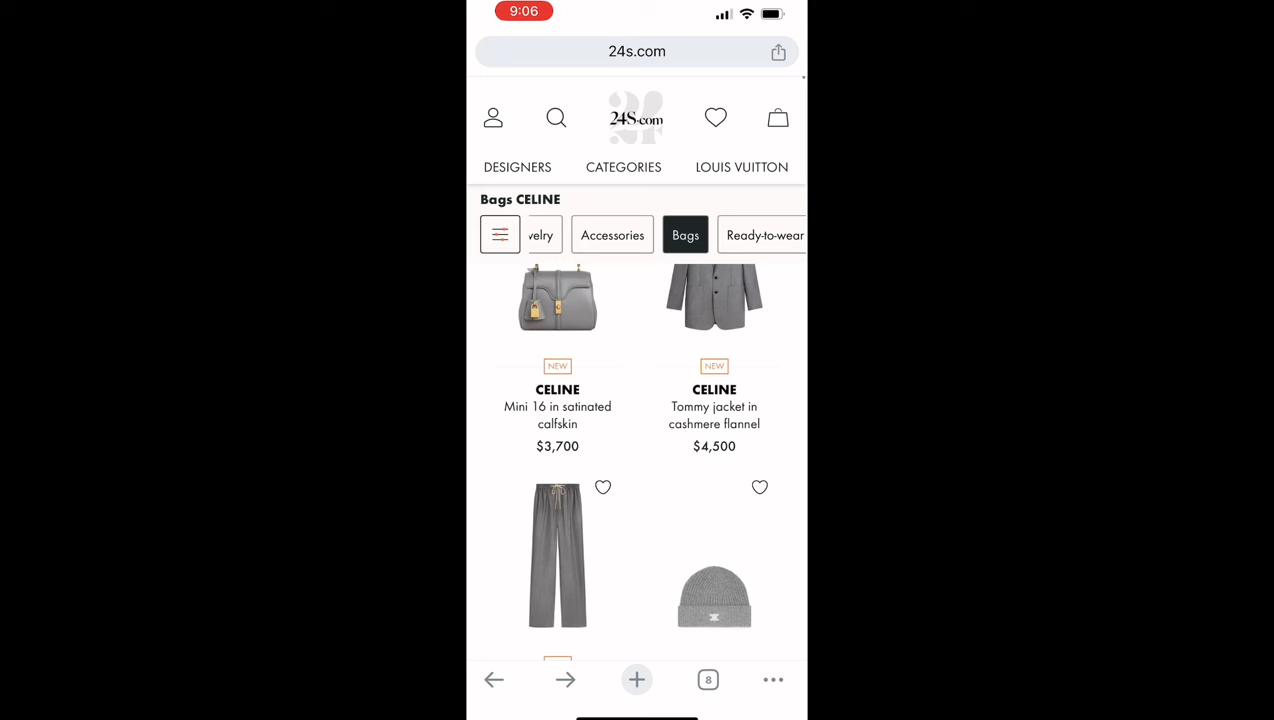 9:06
24s.com
24S.com
DESIGNERS CATEGORIES LOUIS VUITTON
Bags CELINE
velry Accessories Bags Ready-to-wear
NEW NEW
CELINE CELINE
Mini 16 in satinated Tommy jacket in
calfskin cashmere flannel
$3,700 $4,500
8